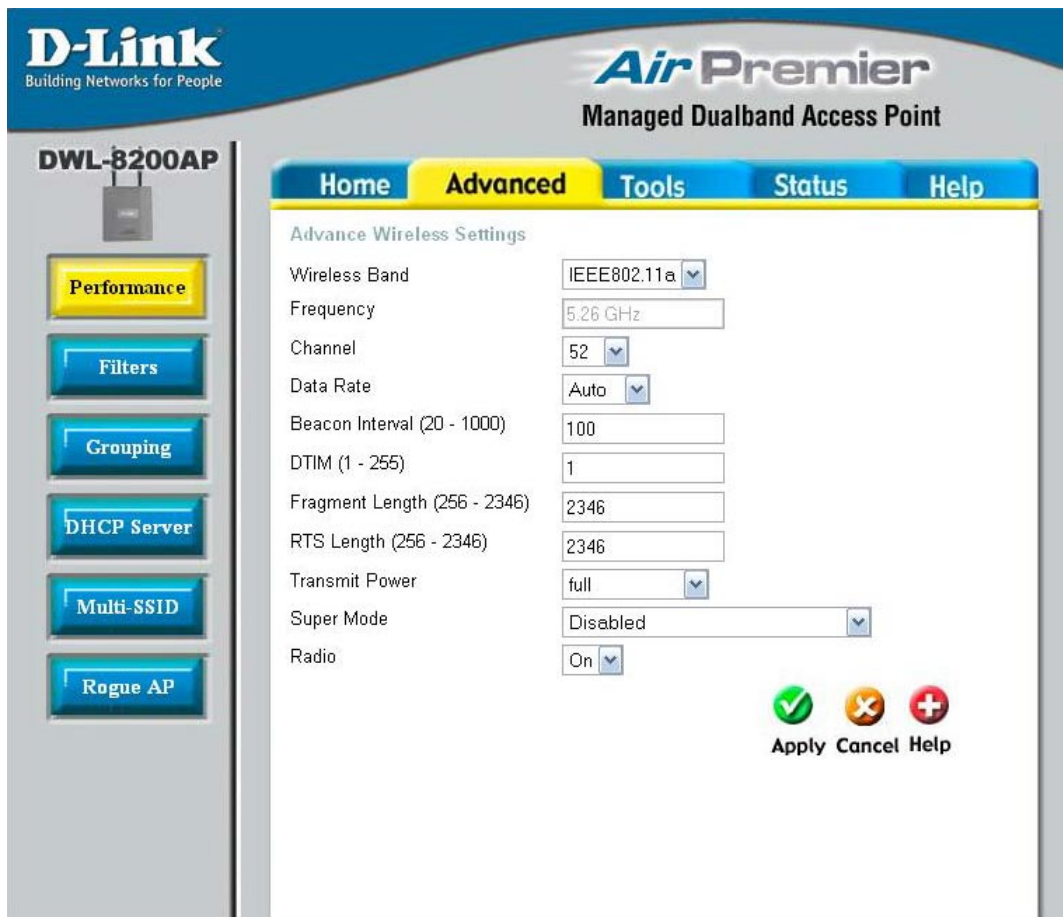 D-Link
Building Networks for People
Air Premier
Managed Dualband Access Point
DWL-8200AP
Home Advanced Tools Status Help
Performance
Filters
Grouping
DHCP Server
Multi-SSID
Rogue AP
Advance Wireless Settings
Wireless Band IEEE802.11a
Frequency 5.26 GHz
Channel 52
Data Rate Auto
Beacon Interval (20 - 1000) 100
DTIM (1 - 255) 1
Fragment Length (256 - 2346) 2346
RTS Length (256 - 2346) 2346
Transmit Power full
Super Mode Disabled
Radio On
Apply Cancel Help